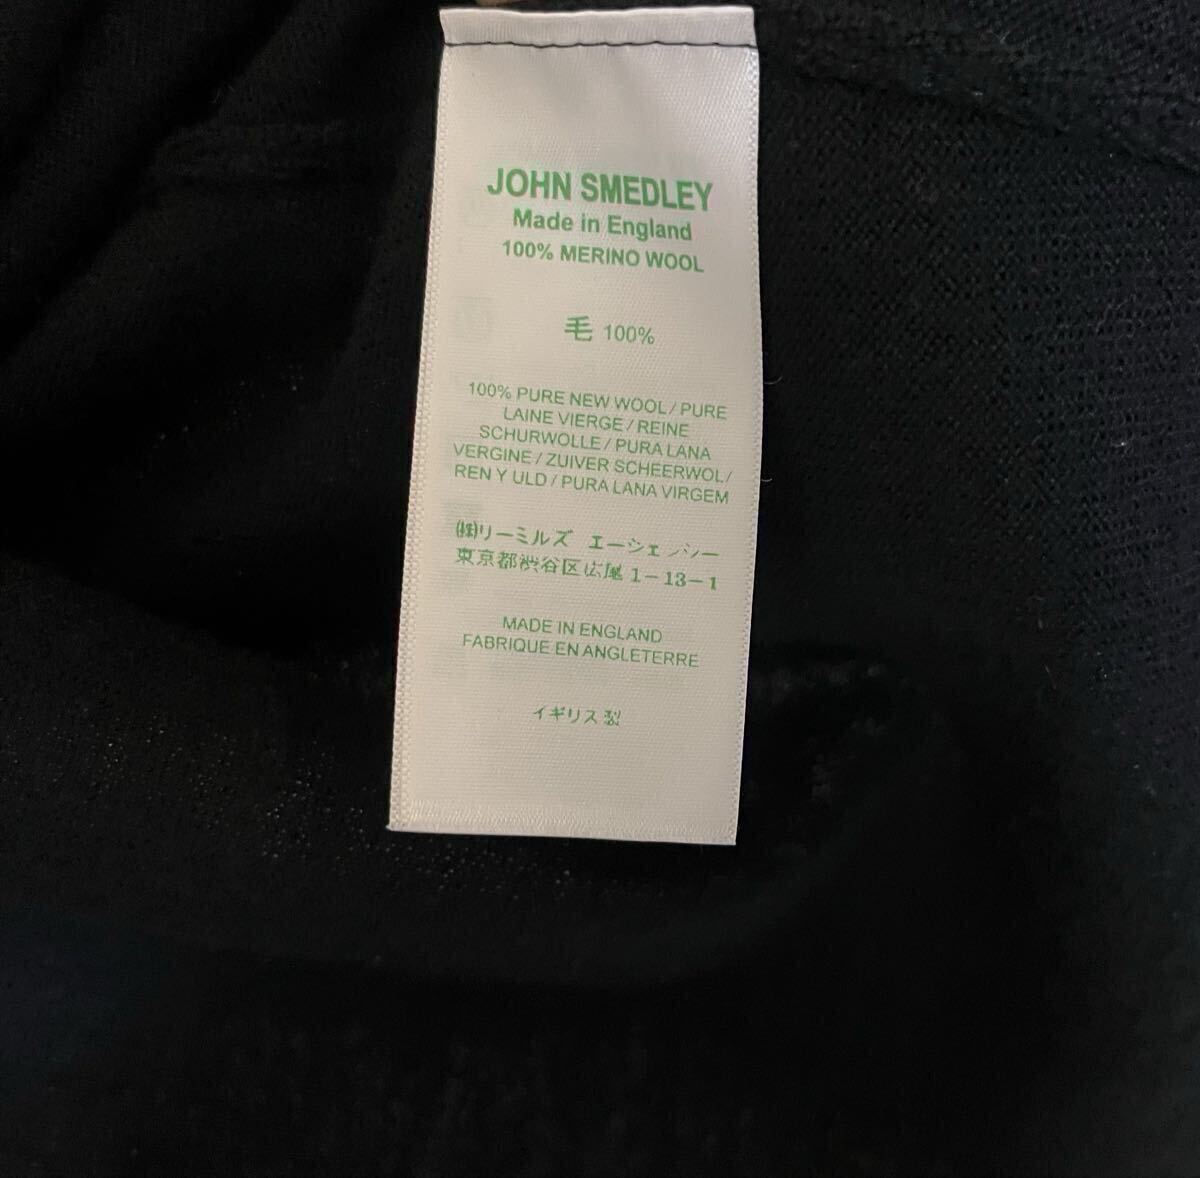 JOHN SMEDLEY
Made in England
100% MERINO WOOL
毛 100%
100% PURE NEW WOOL / PURE
LAINE VIERGE / REINE
SCHURWOLLE / PURA LANA
VERGINE / ZUIVER SCHEERWOL /
REN Y ULD / PURA LANA VIRGEM
㈱リーミルズ エージェンシー
東京都渋谷区広尾 1-13-1
MADE IN ENGLAND
FABRIQUE EN ANGLETERRE
イギリス製